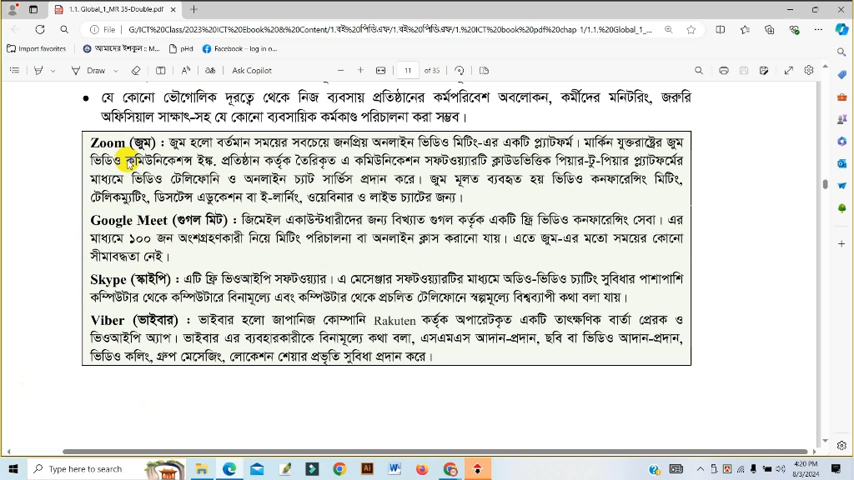 1.1. Global_1_MR 35-Double.pdf
G:/ICT%20Class/2023%20ICT%20Ebook%20&%20Content/1.বই%20পিডিএফ/1.বই%20পিডিএফ/1.%20ICT%20book%20pdf%20chap%201/1.1.%20Global_1_...
Import favorites
আমাদের ইশকুল : M...
pHd
Facebook – log in o...
Draw
Ask Copilot
11 of 35
যে কোনো ভৌগোলিক দূরত্বে থেকে নিজ ব্যবসায় প্রতিষ্ঠানের কর্মপরিবেশ অবলোকন, কর্মীদের মনিটরিং, জরুরি
অফিসিয়াল সাক্ষাৎ-সহ যে কোনো ব্যবসায়িক কর্মকাণ্ড পরিচালনা করা সম্ভব।
Zoom (জুম) : জুম হলো বর্তমান সময়ের সবচেয়ে জনপ্রিয় অনলাইন ভিডিও মিটিং-এর একটি প্ল্যাটফর্ম। মার্কিন যুক্তরাষ্ট্রের জুম
ভিডিও কমিউনিকেশন্স ইঙ্ক. প্রতিষ্ঠান কর্তৃক তৈরিকৃত এ কমিউনিকেশন সফটওয়্যারটি ক্লাউডভিত্তিক পিয়ার-টু-পিয়ার প্ল্যাটফর্মের
মাধ্যমে ভিডিও টেলিফোনি ও অনলাইন চ্যাট সার্ভিস প্রদান করে। জুম মূলত ব্যবহৃত হয় ভিডিও কনফারেন্সিং মিটিং,
টেলিকম্যুটিং, ডিসটেন্স এডুকেশন বা ই-লার্নিং, ওয়েবিনার ও লাইভ চ্যাটের জন্য।
Google Meet (গুগল মিট) : জিমেইল একাউন্টধারীদের জন্য বিখ্যাত গুগল কর্তৃক একটি ফ্রি ভিডিও কনফারেন্সিং সেবা। এর
মাধ্যমে ১০০ জন অংশগ্রহণকারী নিয়ে মিটিং পরিচালনা বা অনলাইন ক্লাস করানো যায়। এতে জুম-এর মতো সময়ের কোনো
সীমাবদ্ধতা নেই।
Skype (স্কাইপি) : এটি ফ্রি ভিওআইপি সফটওয়্যার। এ মেসেঞ্জার সফটওয়্যারটির মাধ্যমে অডিও-ভিডিও চ্যাটিং সুবিধার পাশাপাশি
কম্পিউটার থেকে কম্পিউটারে বিনামূল্যে এবং কম্পিউটার থেকে প্রচলিত টেলিফোনে স্বল্পমূল্যে বিশ্বব্যাপী কথা বলা যায়।
Viber (ভাইবার) : ভাইবার হলো জাপানিজ কোম্পানি Rakuten কর্তৃক অপারেটকৃত একটি তাৎক্ষণিক বার্তা প্রেরক ও
ভিওআইপি অ্যাপ। ভাইবার এর ব্যবহারকারীকে বিনামূল্যে কথা বলা, এসএমএস আদান-প্রদান, ছবি বা ভিডিও আদান-প্রদান,
ভিডিও কলিং, গ্রুপ মেসেজিং, লোকেশন শেয়ার প্রভৃতি সুবিধা প্রদান করে।
Type here to search
4:20 PM
8/3/2024